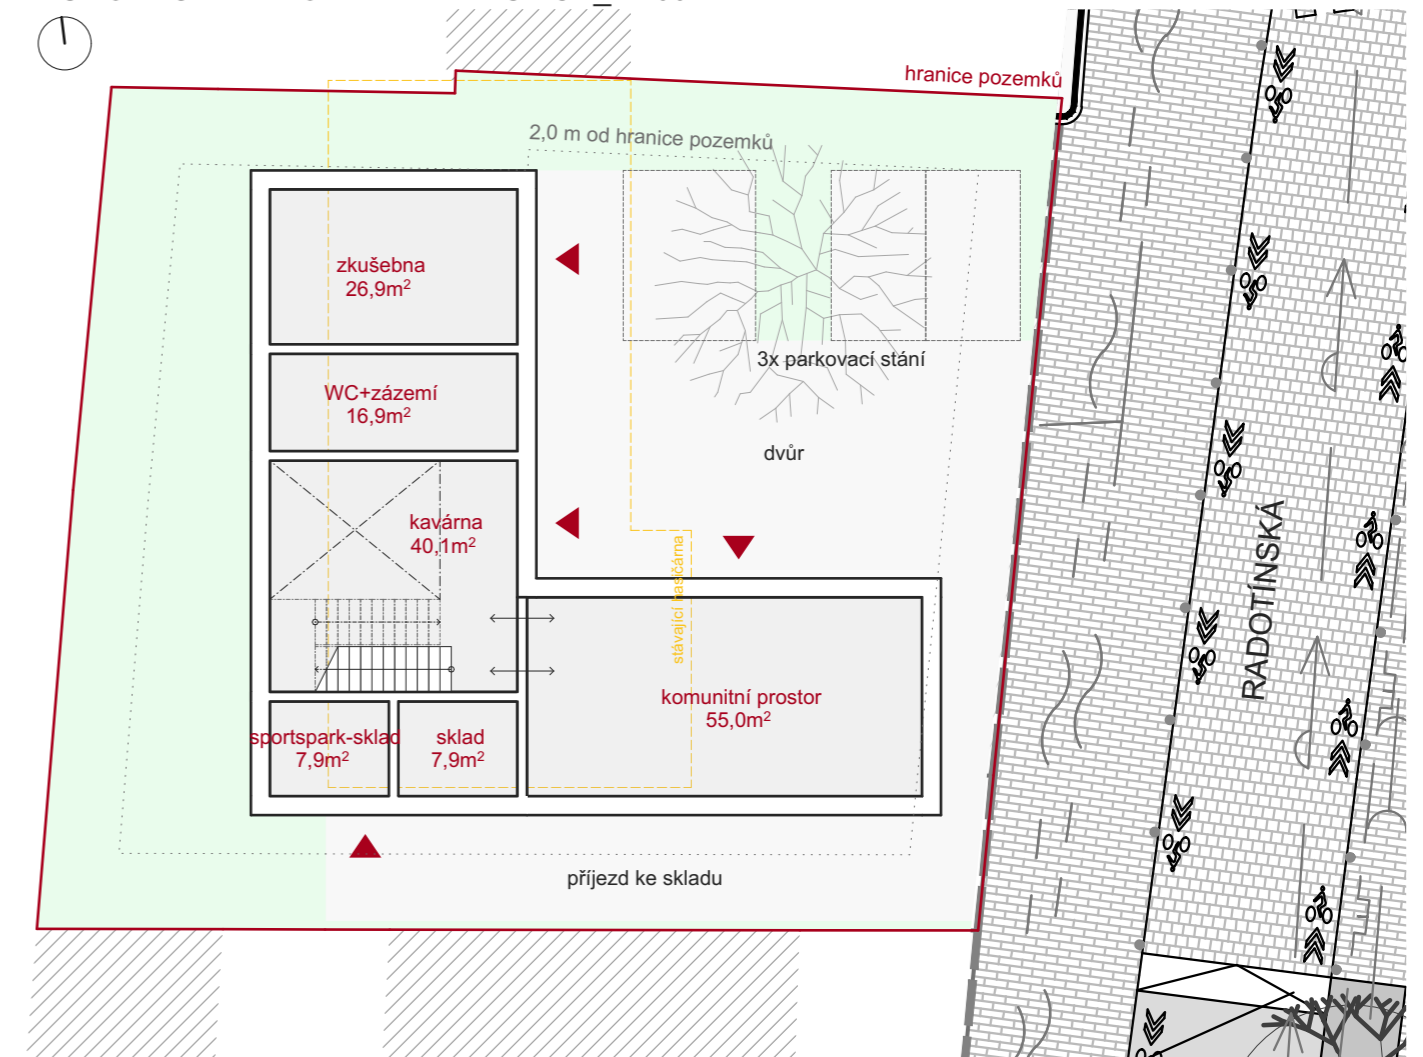 hranice pozemků
2,0 m od hranice pozemků
zkušebna
26,9m²
3x parkovací stání
WC+zázemí
16,9m²
dvůr
kavárna
40,1m²
stávající hasičárna
RADOTÍNSKÁ
komunitní prostor
55,0m²
sportspark-sklad
7,9m²
sklad
7,9m²
příjezd ke skladu